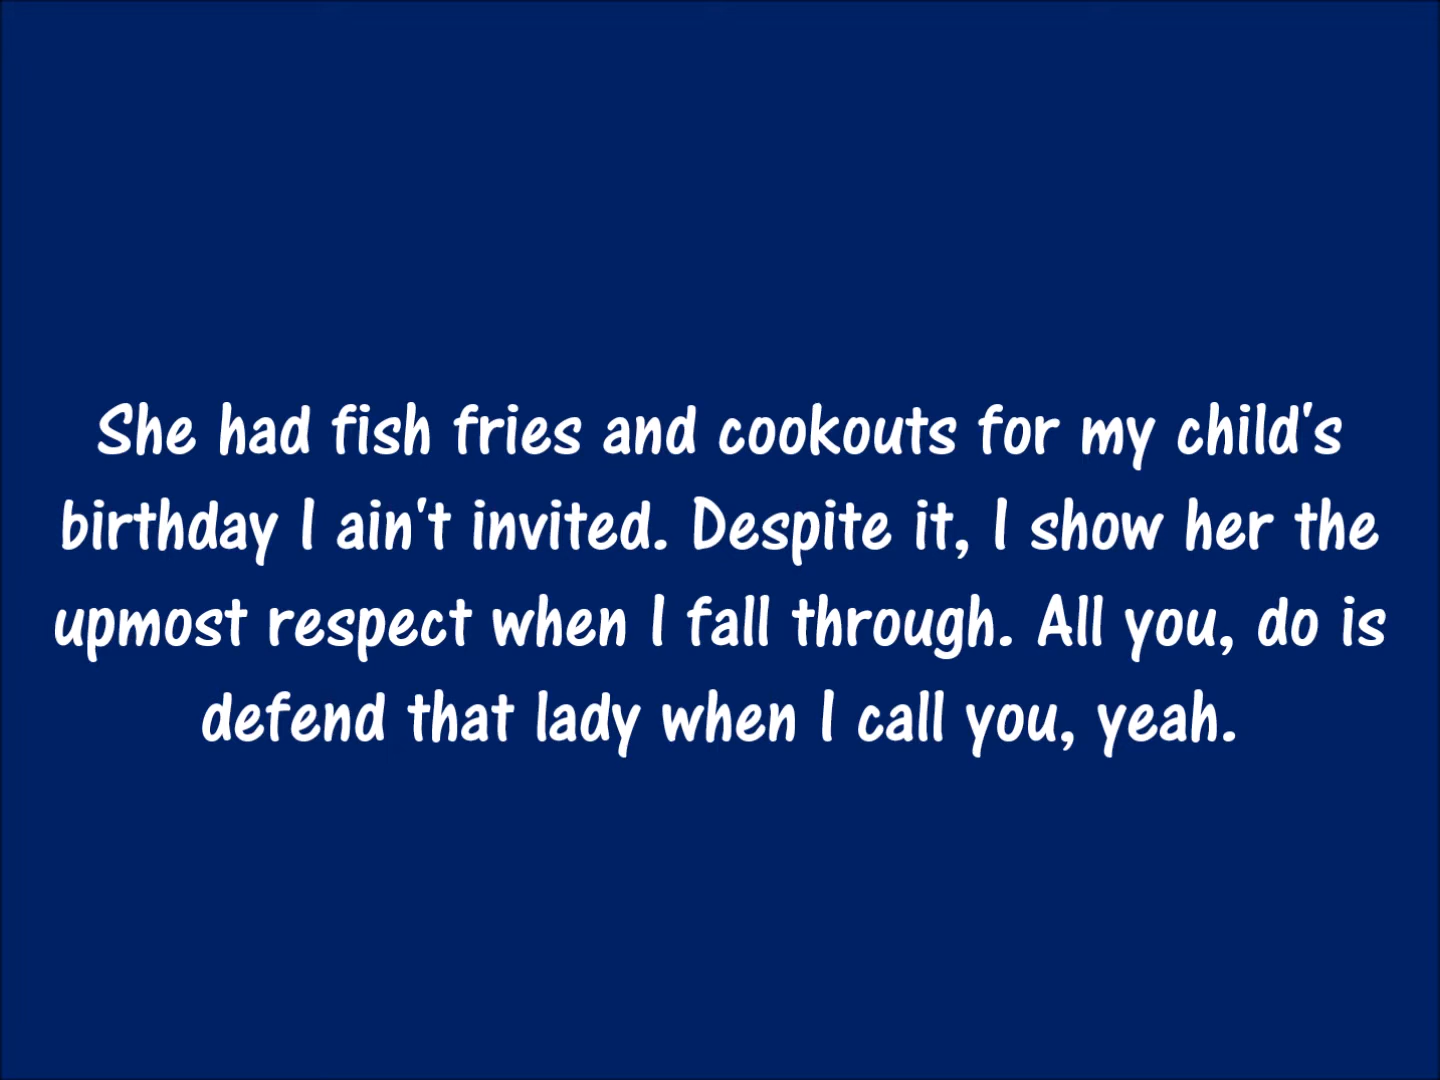 She had fish fries and cookouts for my child's
birthday I ain't invited. Despite it, I show her the
upmost respect when I fall through. All you, do is
defend that lady when I call you, yeah.